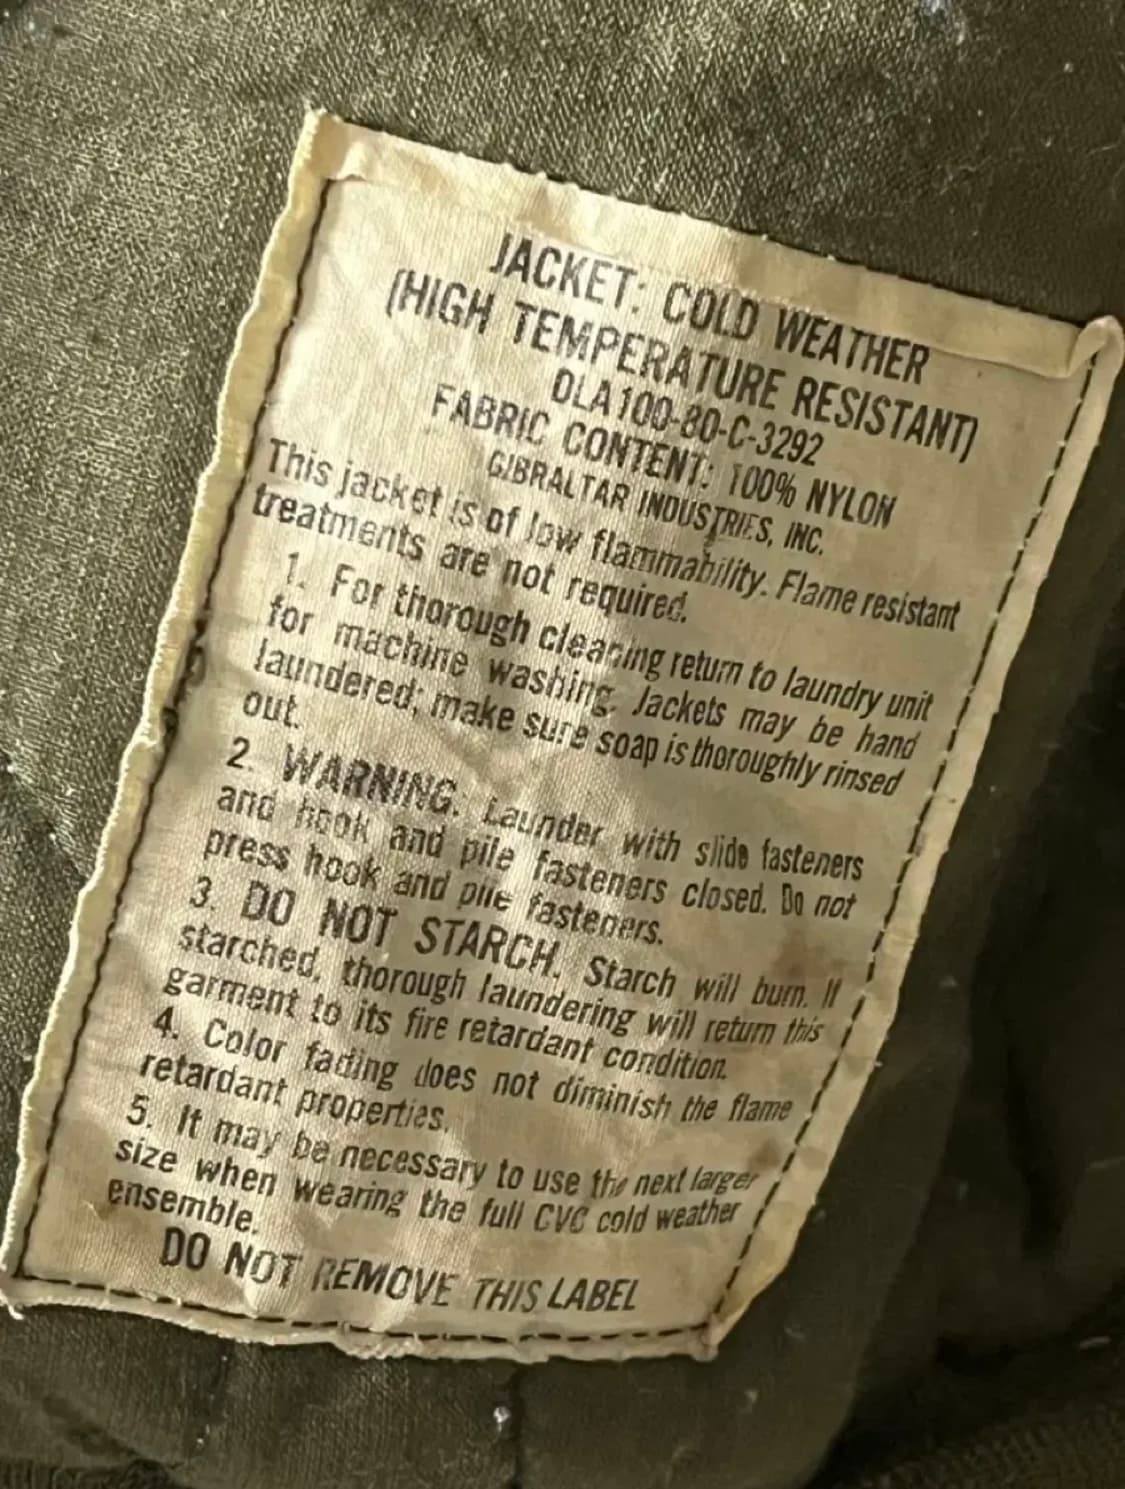 JACKET: COLD WEATHER
(HIGH TEMPERATURE RESISTANT)
DLA100-80-C-3292
FABRIC CONTENT: 100% NYLON
GIBRALTAR INDUSTRIES, INC.
This jacket is of low flammability. Flame resistant
treatments are not required.
1. For thorough cleaning return to laundry unit
for machine washing. Jackets may be hand
laundered; make sure soap is thoroughly rinsed
out.
2. WARNING: Launder with slide fasteners
and hook and pile fasteners closed. Do not
press hook and pile fasteners.
3. DO NOT STARCH. Starch will burn. If
starched, thorough laundering will return this
garment to its fire retardant condition.
4. Color fading does not diminish the flame
retardant properties.
5. It may be necessary to use the next larger
size when wearing the full CVC cold weather
ensemble.
DO NOT REMOVE THIS LABEL